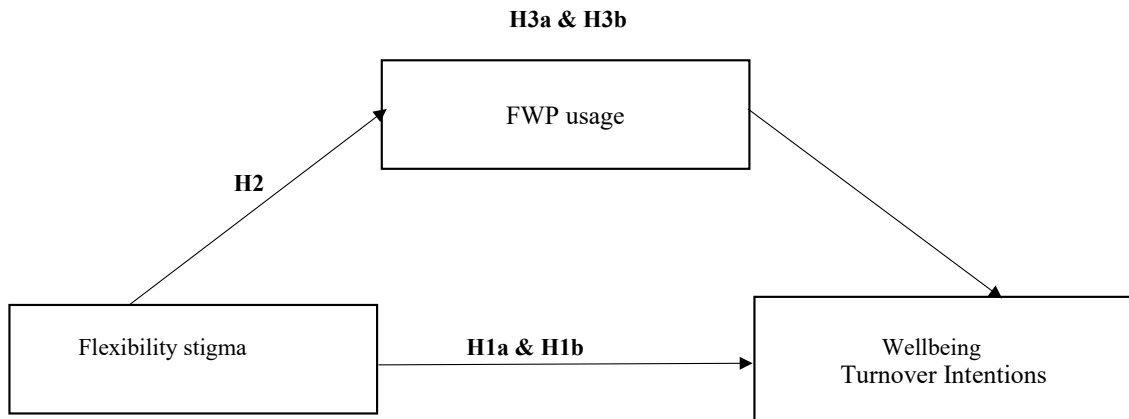 H3a & H3b
FWP usage
H2
Flexibility stigma
H1a & H1b
Wellbeing
Turnover Intentions